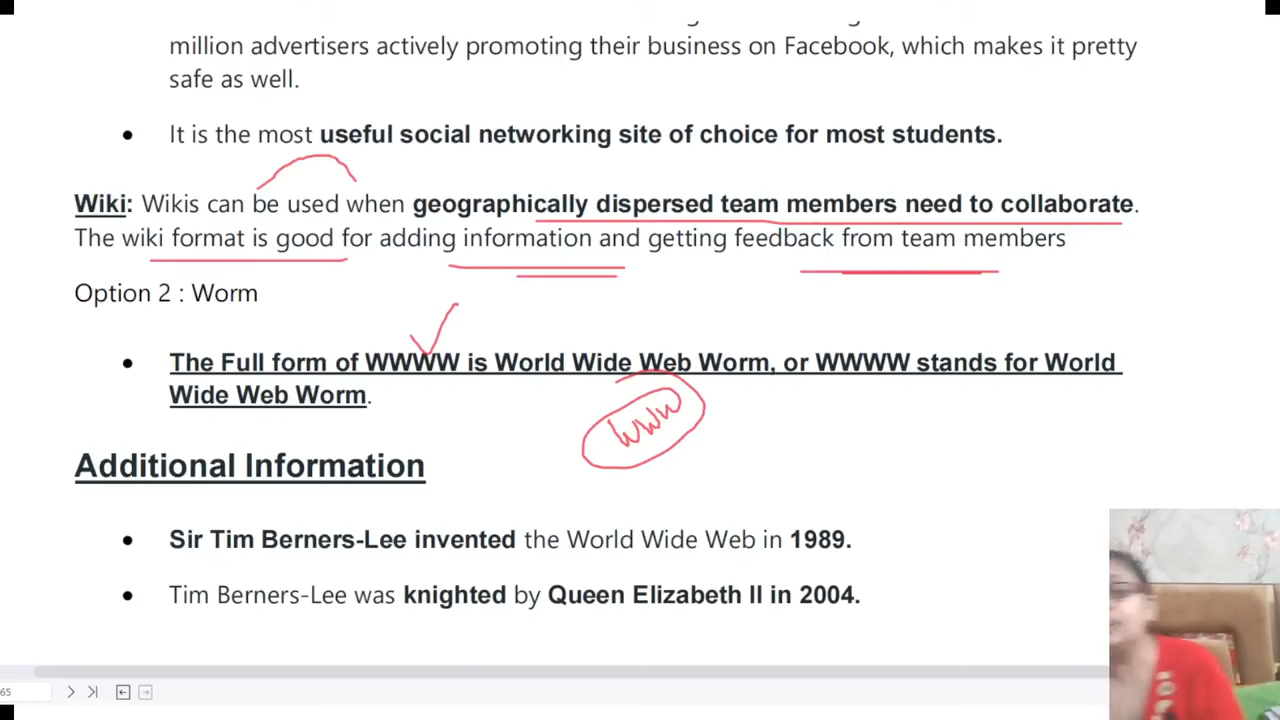 million advertisers actively promoting their business on Facebook, which makes it pretty
safe as well.
• It is the most useful social networking site of choice for most students.
Wiki: Wikis can be used when geographically dispersed team members need to collaborate.
The wiki format is good for adding information and getting feedback from team members
Option 2 : Worm
• The Full form of WWWW is World Wide Web Worm, or WWWW stands for World
Wide Web Worm.
www
Additional Information
• Sir Tim Berners-Lee invented the World Wide Web in 1989.
• Tim Berners-Lee was knighted by Queen Elizabeth II in 2004.
65